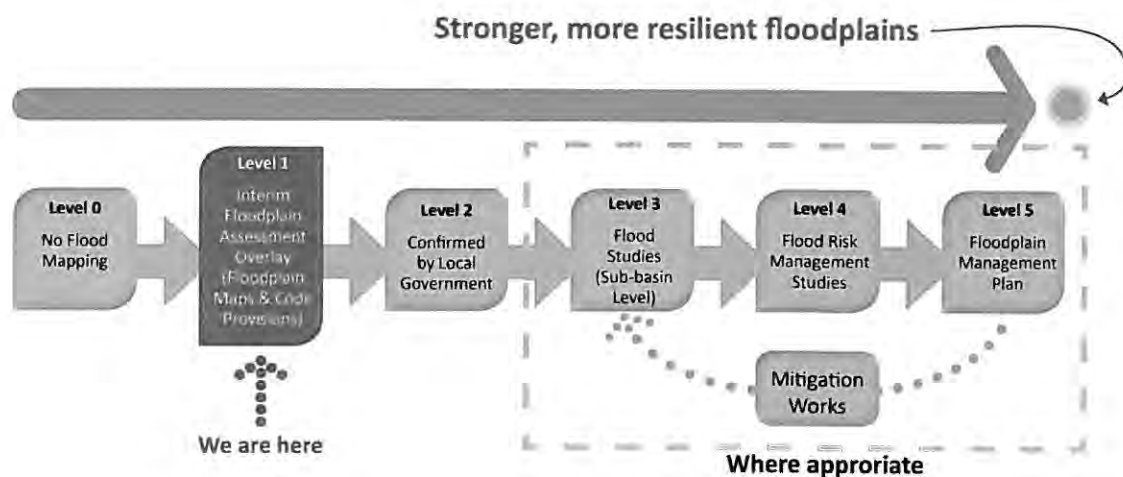 Stronger, more resilient floodplains
Level 0
No Flood
Mapping
Level 1
Interim
Floodplain
Assessment
Overlay
(Floodplain
Maps & Code
Provisions)
Level 2
Confirmed
by Local
Government
Level 3
Flood
Studies
(Sub-basin
Level)
Level 4
Flood Risk
Management
Studies
Level 5
Floodplain
Management
Plan
Mitigation
Works
We are here
Where approriate